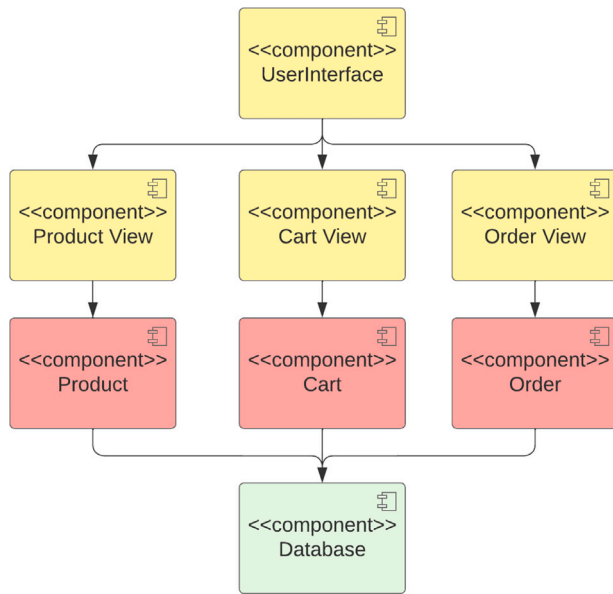 <<component>>
UserInterface
<<component>>
Product View
<<component>>
Cart View
<<component>>
Order View
<<component>>
Product
<<component>>
Cart
<<component>>
Order
<<component>>
Database